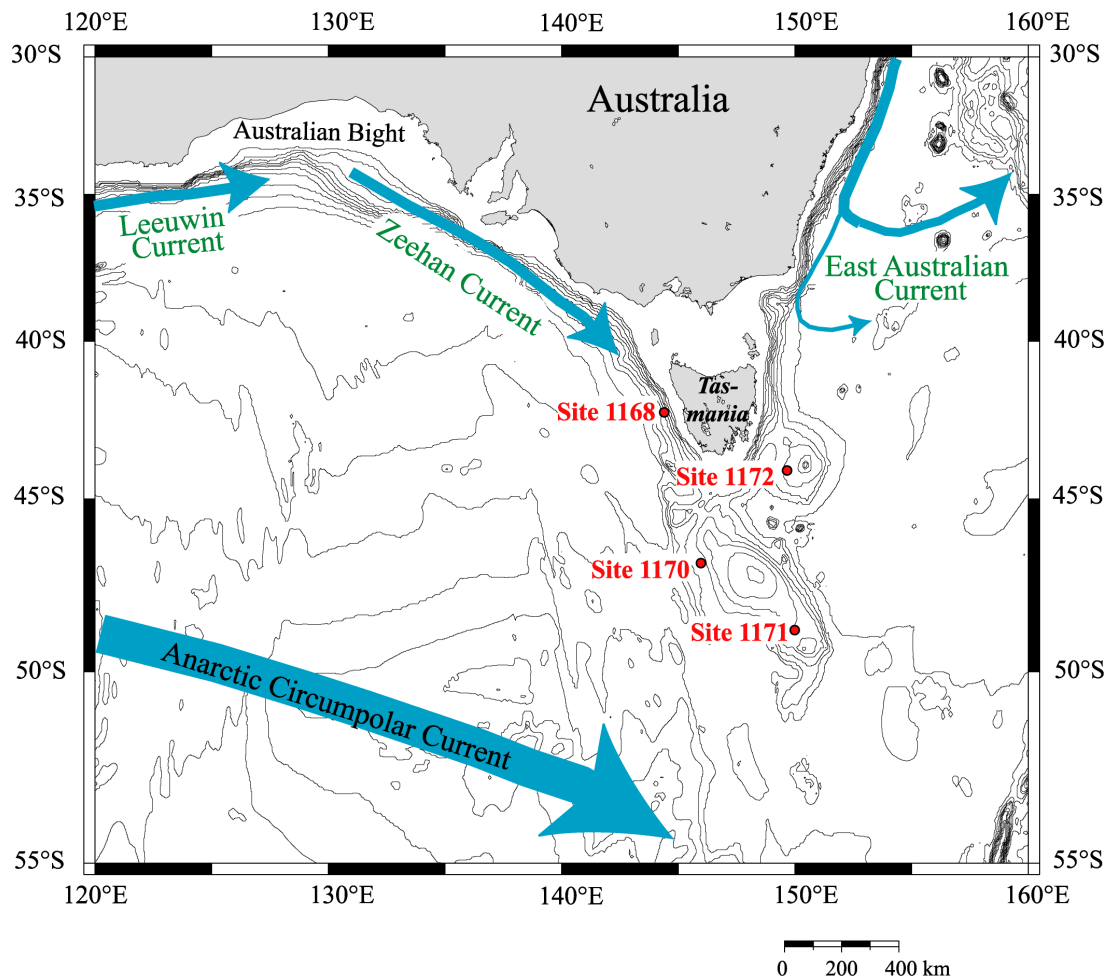 120°E 130°E 140°E 150°E 160°E
30°S 30°S
Australia
Australian Bight
35°S 35°S
Leeuwin
Current
Zeehan Current
East Australian
Current
40°S 40°S
Tas-
mania
Site 1168
Site 1172
45°S 45°S
Site 1170
Site 1171
50°S 50°S
Anarctic Circumpolar Current
55°S 55°S
120°E 130°E 140°E 150°E 160°E
0 200 400 km